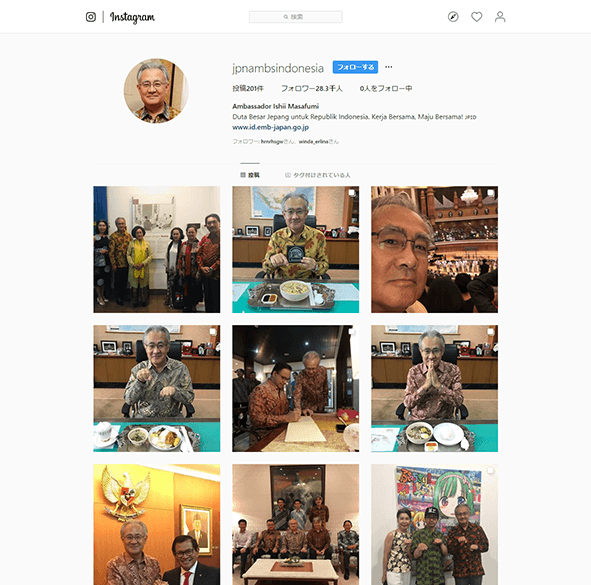 Instagram
検索
jpnambsindonesia フォローする
投稿201件 フォロワー28.3千人 0人をフォロー中
Ambassador Ishii Masafumi
Duta Besar Jepang untuk Republik Indonesia. Kerja Bersama, Maju Bersama!
www.id.emb-japan.go.jp
フォロワー: hrnrhsgwさん、winda_erlinaさん
投稿 タグ付けされている人